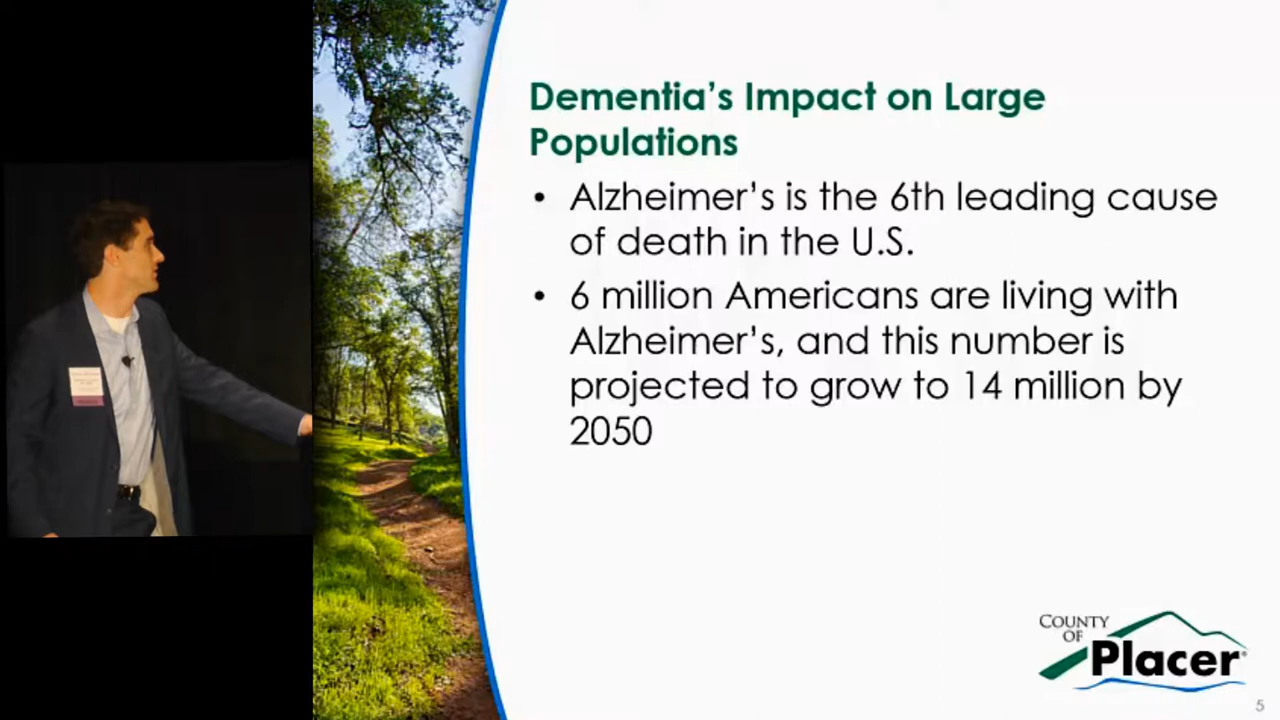 Dementia's Impact on Large
Populations
• Alzheimer's is the 6th leading cause
of death in the U.S.
• 6 million Americans are living with
Alzheimer's, and this number is
projected to grow to 14 million by
2050
COUNTY
OF
Placer®
5